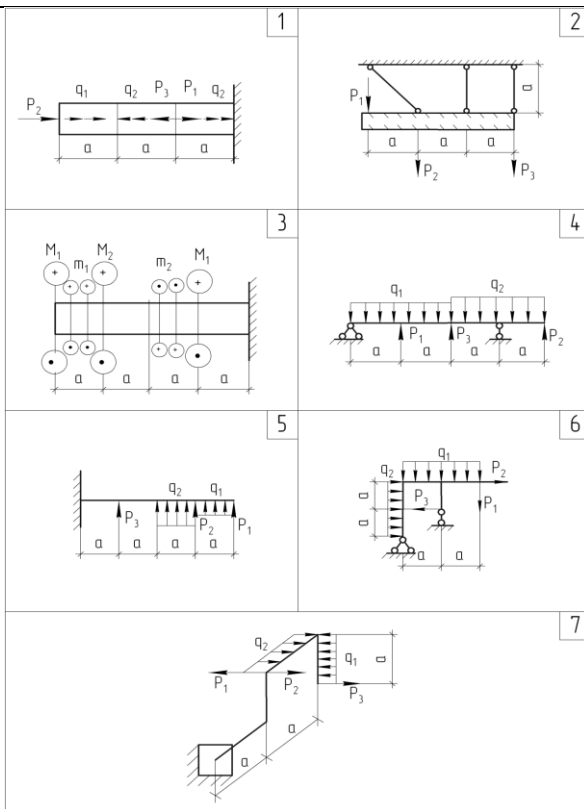 1
q₁ q₂ P₃ P₁ q₂
P₂
a a a
2
P₁
a
a a a
P₂ P₃
3
M₁ M₂ M₁
m₁ m₂
a a a a
4
q₁ q₂
P₁ P₃ P₂
a a a a
5
q₂ q₁
P₃ P₂ P₁
a a a a
6
q₁
q₂ P₂
a P₃ P₁
a
a a
7
q₂
q₁ a
P₁ P₂
P₃
a
a